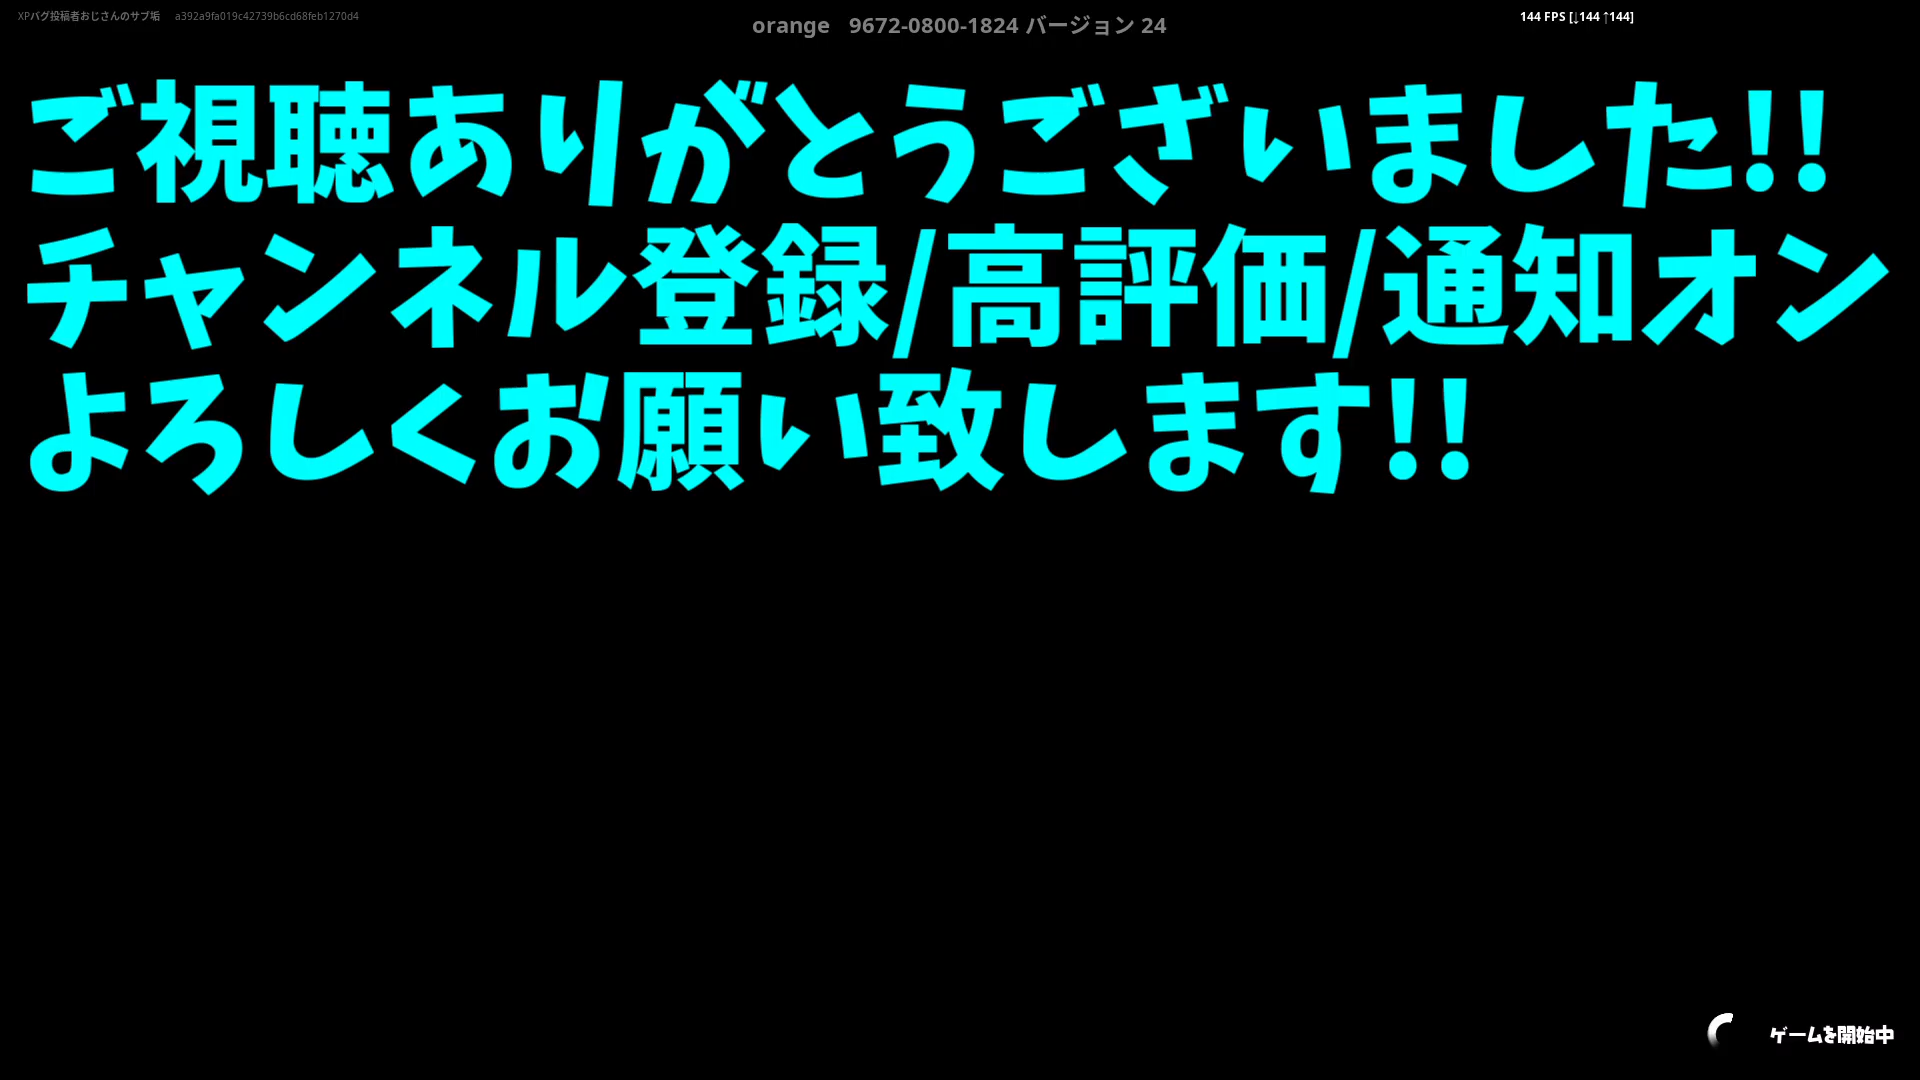 XPバグ投稿者おじさんのサブ垢 a392a9fa019c42739b6cd68feb1270d4
orange 9672-0800-1824 バージョン 24
144 FPS [↓144 ↑144]
ご視聴ありがとうございました!!
チャンネル登録/高評価/通知オン
よろしくお願い致します!!
ゲームを開始中